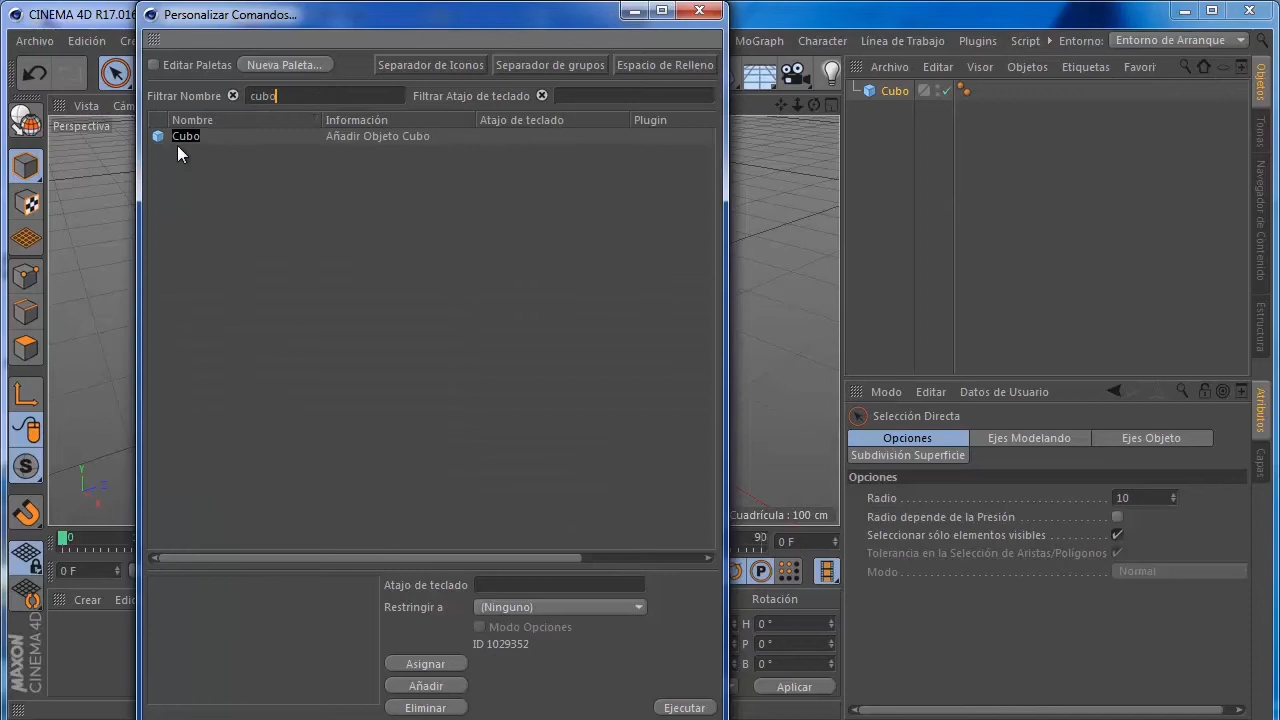 CINEMA 4D R17.016
Personalizar Comandos...
Archivo Edición Cre
MoGraph Character Línea de Trabajo Plugins Script Entorno: Entorno de Arranque
Editar Paletas Nueva Paleta... Separador de Iconos Separador de grupos Espacio de Relleno
Archivo Editar Visor Objetos Etiquetas Favori
Filtrar Nombre cubo Filtrar Atajo de teclado
Cubo
Vista Cám
Nombre Información Atajo de teclado Plugin
Perspectiva
Cubo Añadir Objeto Cubo
Objetos
Tomas
Navegador de Contenido
Estructura
Modo Editar Datos de Usuario
Selección Directa
Opciones Ejes Modelando Ejes Objeto
Subdivisión Superficie
Opciones
Radio 10
Radio depende de la Presión
Seleccionar sólo elementos visibles
Tolerancia en la Selección de Aristas/Poligonos
Modo Normal
Atributos
Capas
Y
Z
X
Cuadrícula : 100 cm
0
90
0 F
0 F
P
S
Crear Edic
Atajo de teclado
Restringir a (Ninguno)
Modo Opciones
ID 1029352
Asignar
Añadir
Eliminar
Ejecutar
Rotación
H 0 °
P 0 °
B 0 °
Aplicar
MAXON
CINEMA 4D